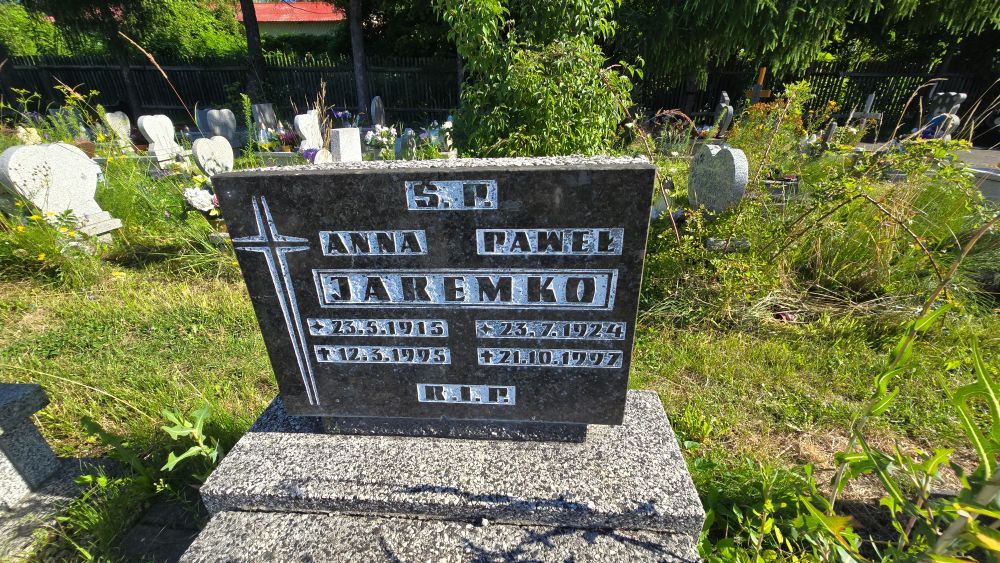 S. P.
ANNA PAWEŁ
JAREMKO
✶ 23.5.1915 ✶ 23.7.1924
✝ 12.3.1995 ✝ 21.10.1997
R.I.P.